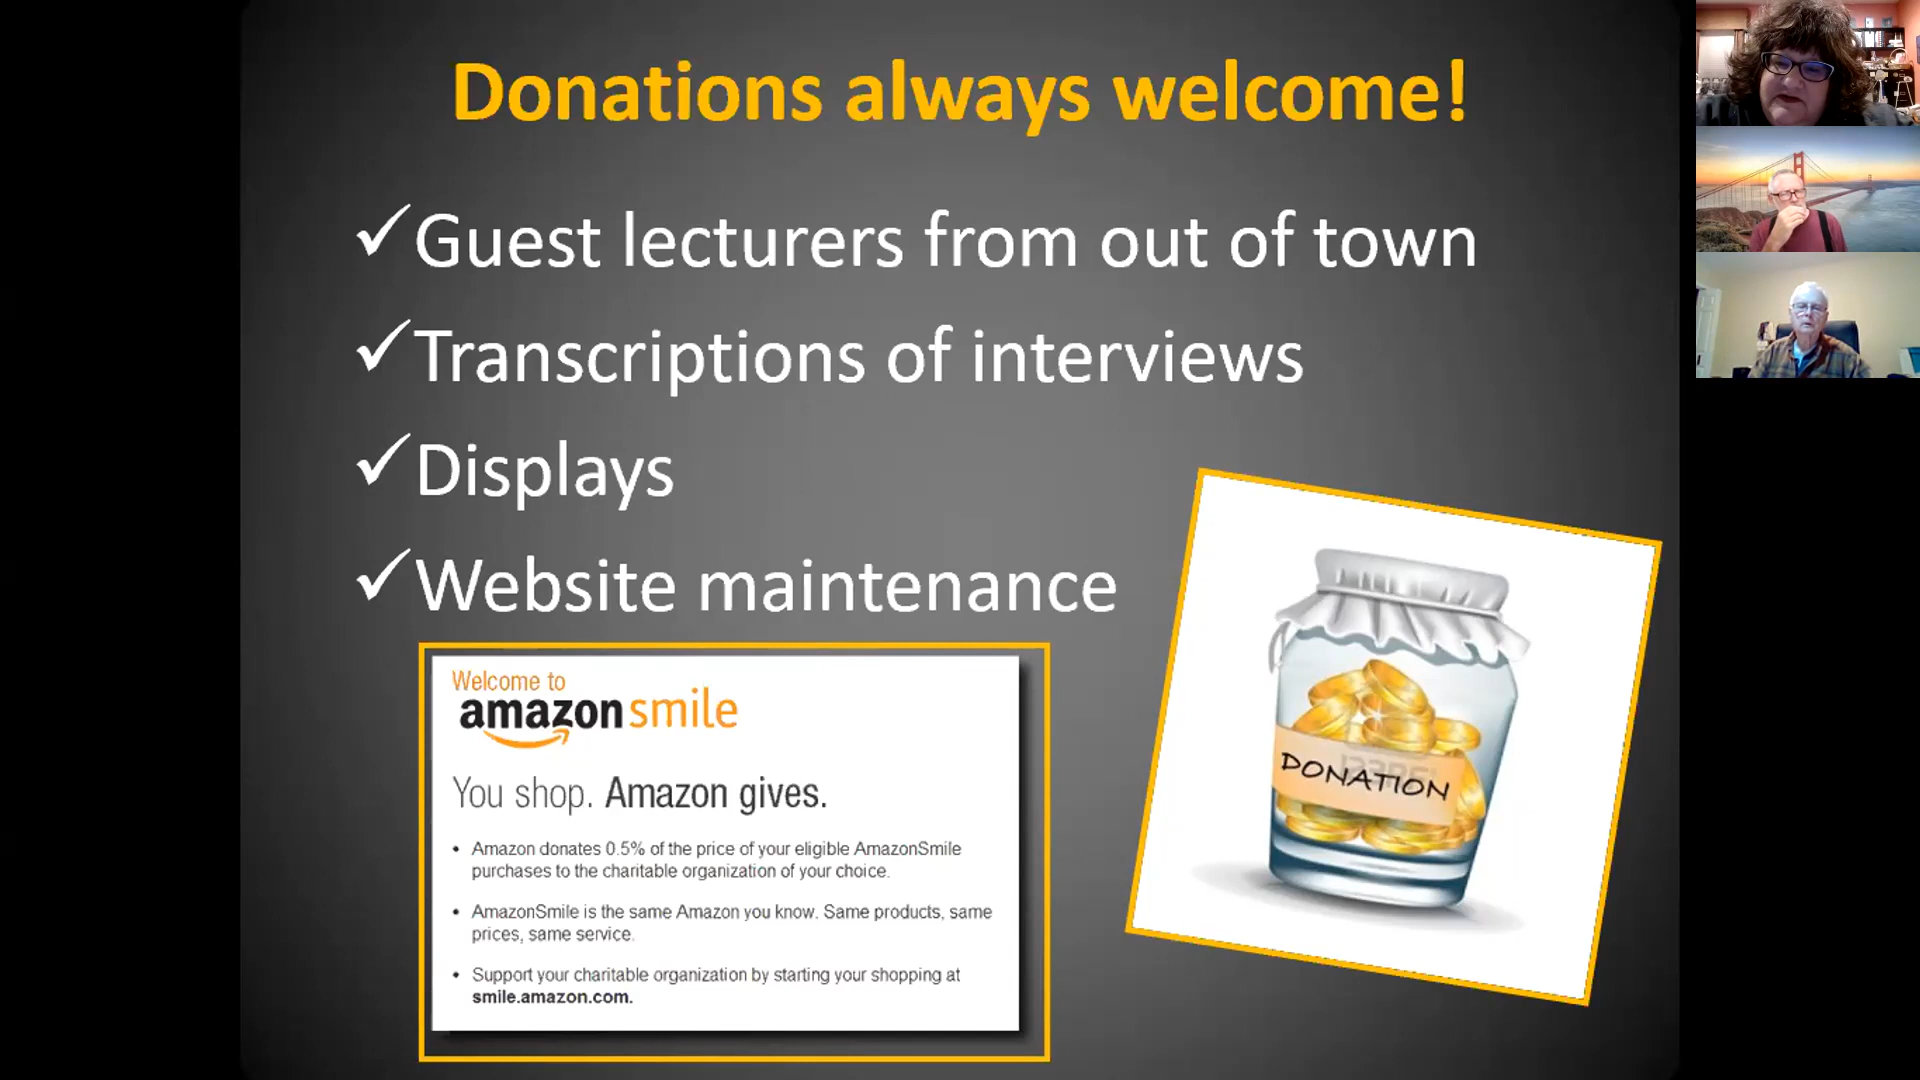 Donations always welcome!
✓Guest lecturers from out of town
✓Transcriptions of interviews
✓Displays
✓Website maintenance
Welcome to
amazonsmile
You shop. Amazon gives.
• Amazon donates 0.5% of the price of your eligible AmazonSmile
purchases to the charitable organization of your choice.
• AmazonSmile is the same Amazon you know. Same products, same
prices, same service.
• Support your charitable organization by starting your shopping at
smile.amazon.com.
DONATION